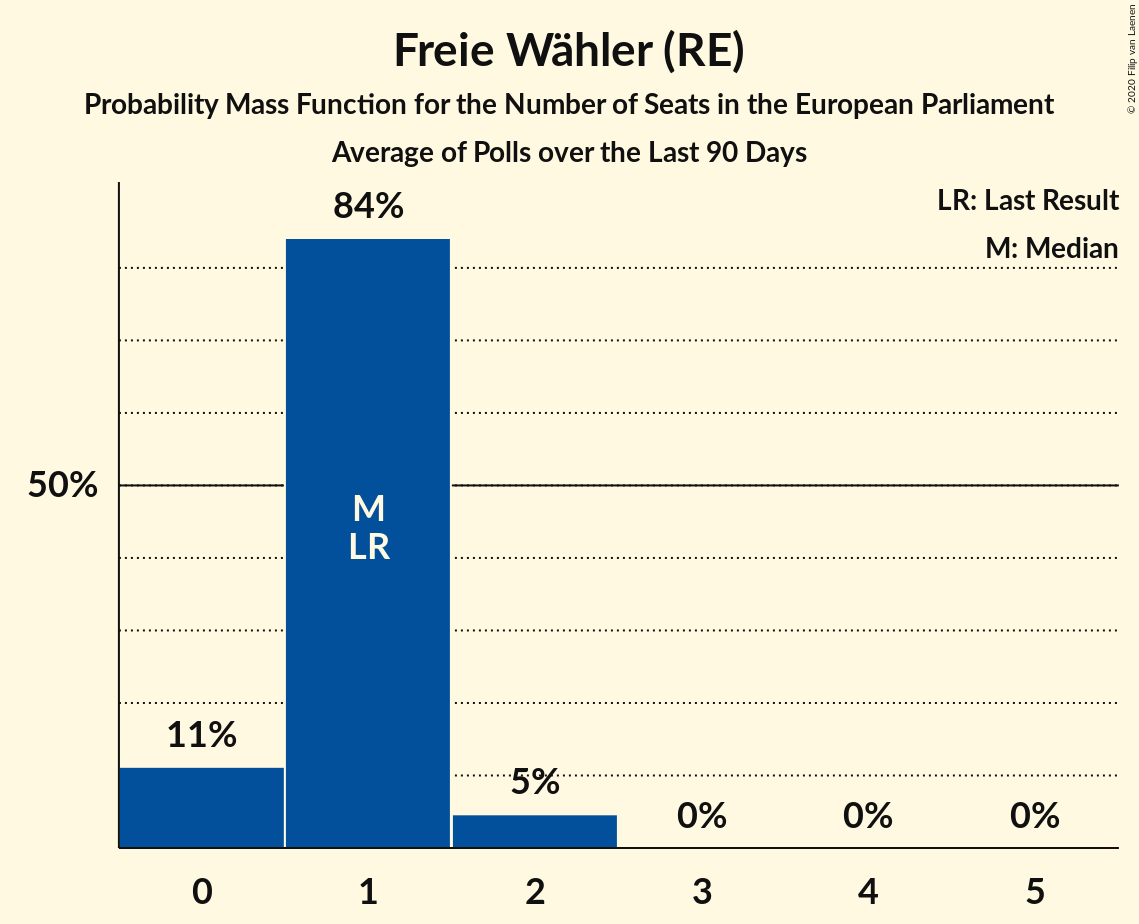 Freie Wähler (RE)
Probability Mass Function for the Number of Seats in the European Parliament
Average of Polls over the Last 90 Days
© 2020 Filip van Laenen
LR: Last Result
M: Median
84%
50%
M
LR
11%
5%
0%
0%
0%
0
1
2
3
4
5